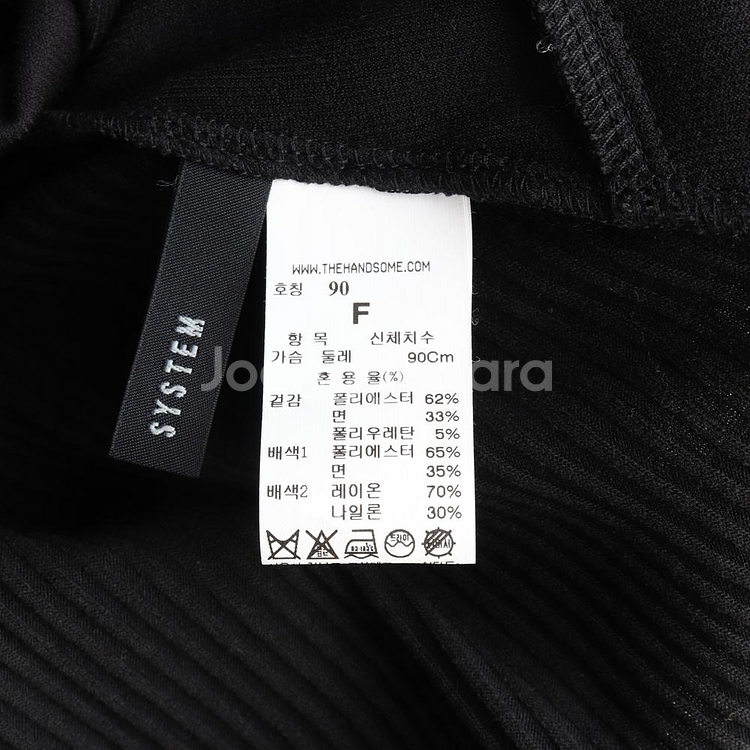 SYSTEM
WWW.THEHANDSOME.COM
호칭 90
F
항 목 신체치수
가슴 둘레 90Cm
혼 용 율(%)
겉감 폴리에스터 62%
면 33%
폴리우레탄 5%
배색1 폴리에스터 65%
면 35%
배색2 레이온 70%
나일론 30%
드라이